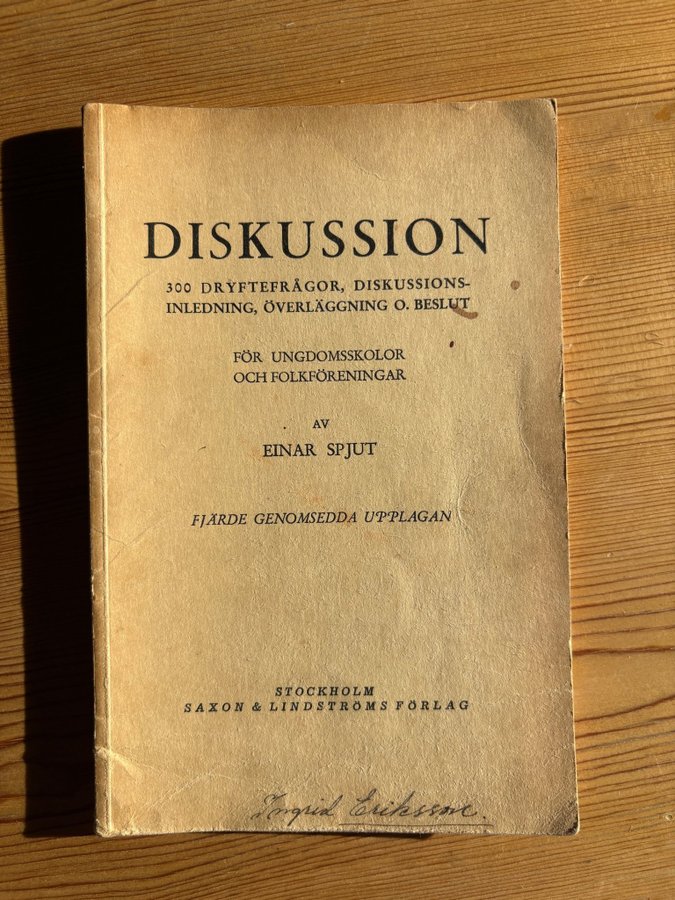 DISKUSSION
300 DRYFTEFRÅGOR, DISKUSSIONS-
INLEDNING, ÖVERLÄGGNING O. BESLUT
FÖR UNGDOMSSKOLOR
OCH FOLKFÖRENINGAR
AV
EINAR SPJUT
FJÄRDE GENOMSEDDA UPPLAGAN
STOCKHOLM
SAXON & LINDSTRÖMS FÖRLAG
Ingrid Eriksson.